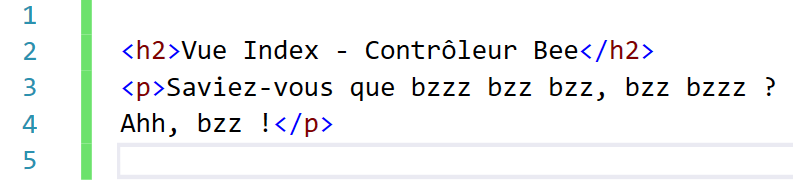 1
2 <h2>Vue Index - Contrôleur Bee</h2>
3 <p>Saviez-vous que bzzz bzz bzz, bzz bzzz ?
4 Ahh, bzz !</p>
5